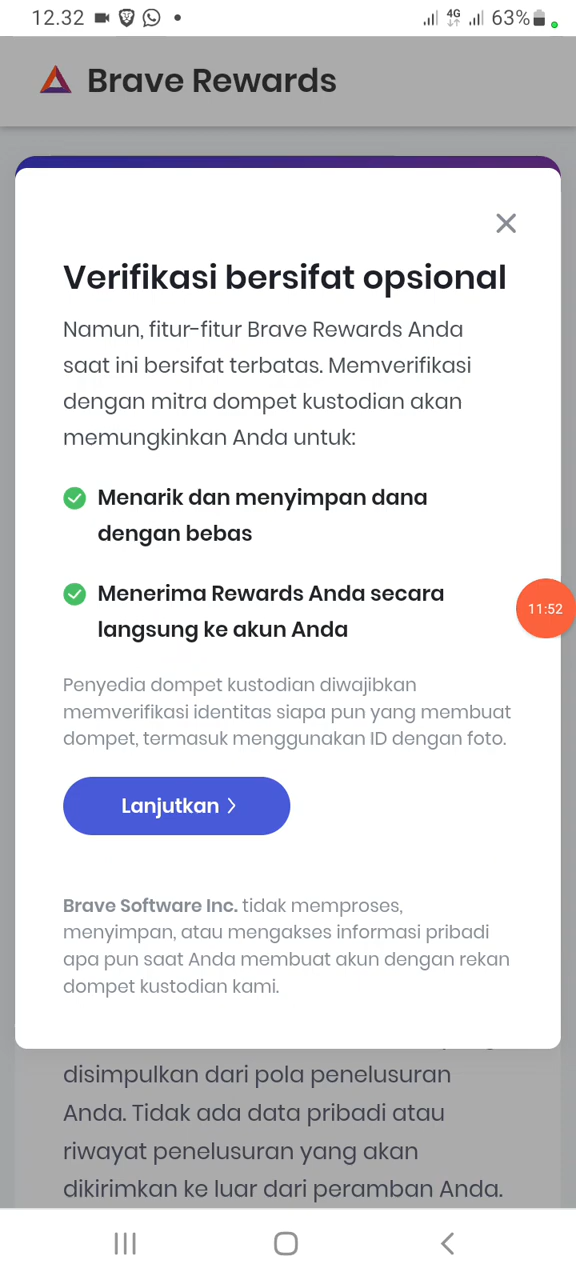 12.32
4G
63%
Brave Rewards
Verifikasi bersifat opsional
Namun, fitur-fitur Brave Rewards Anda
saat ini bersifat terbatas. Memverifikasi
dengan mitra dompet kustodian akan
memungkinkan Anda untuk:
Menarik dan menyimpan dana
dengan bebas
Menerima Rewards Anda secara
langsung ke akun Anda
11:52
Penyedia dompet kustodian diwajibkan
memverifikasi identitas siapa pun yang membuat
dompet, termasuk menggunakan ID dengan foto.
Lanjutkan
Brave Software Inc. tidak memproses,
menyimpan, atau mengakses informasi pribadi
apa pun saat Anda membuat akun dengan rekan
dompet kustodian kami.
disimpulkan dari pola penelusuran
Anda. Tidak ada data pribadi atau
riwayat penelusuran yang akan
dikirimkan ke luar dari peramban Anda.